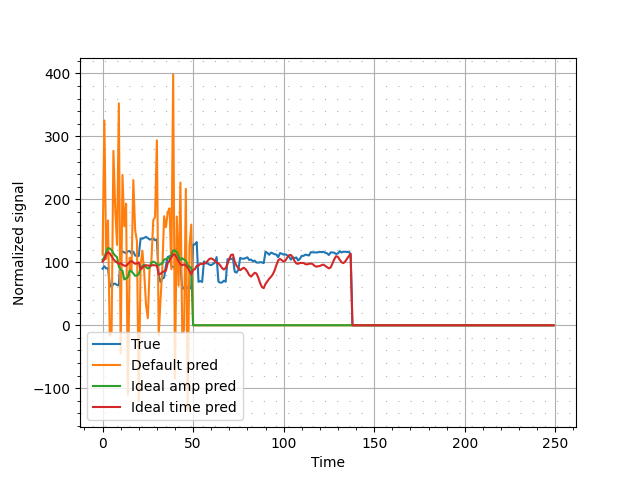 400
300
200
100
0
−100
Normalized signal
True
Default pred
Ideal amp pred
Ideal time pred
0 50 100 150 200 250
Time